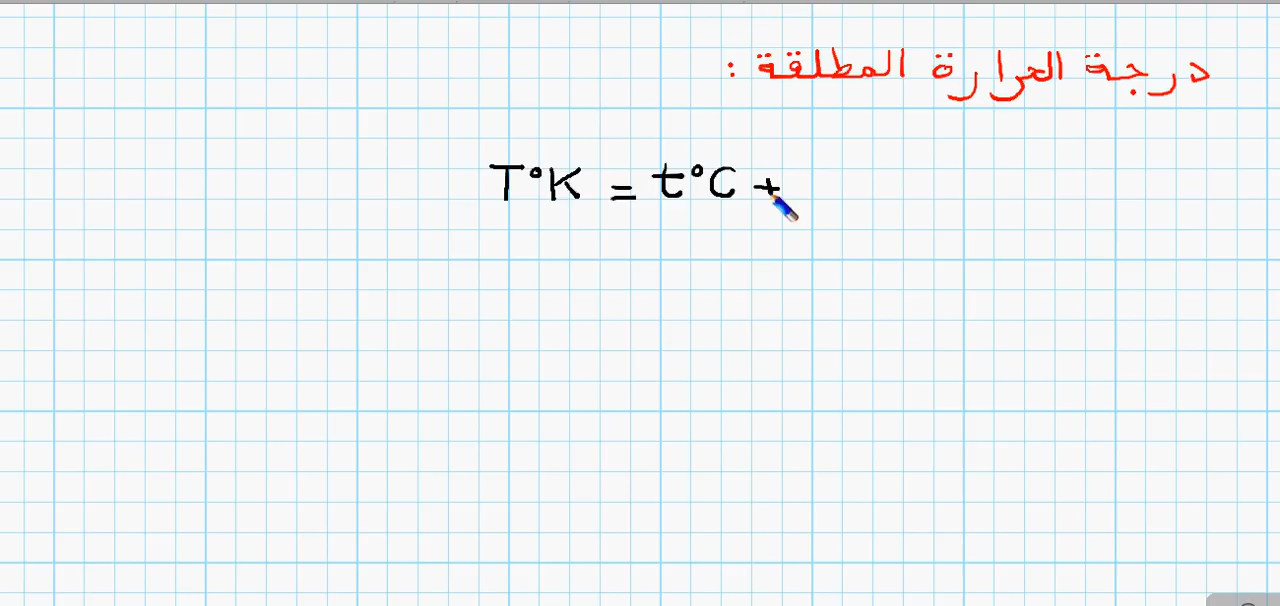 درجة الحرارة المطلقة :
T°K = t°C +